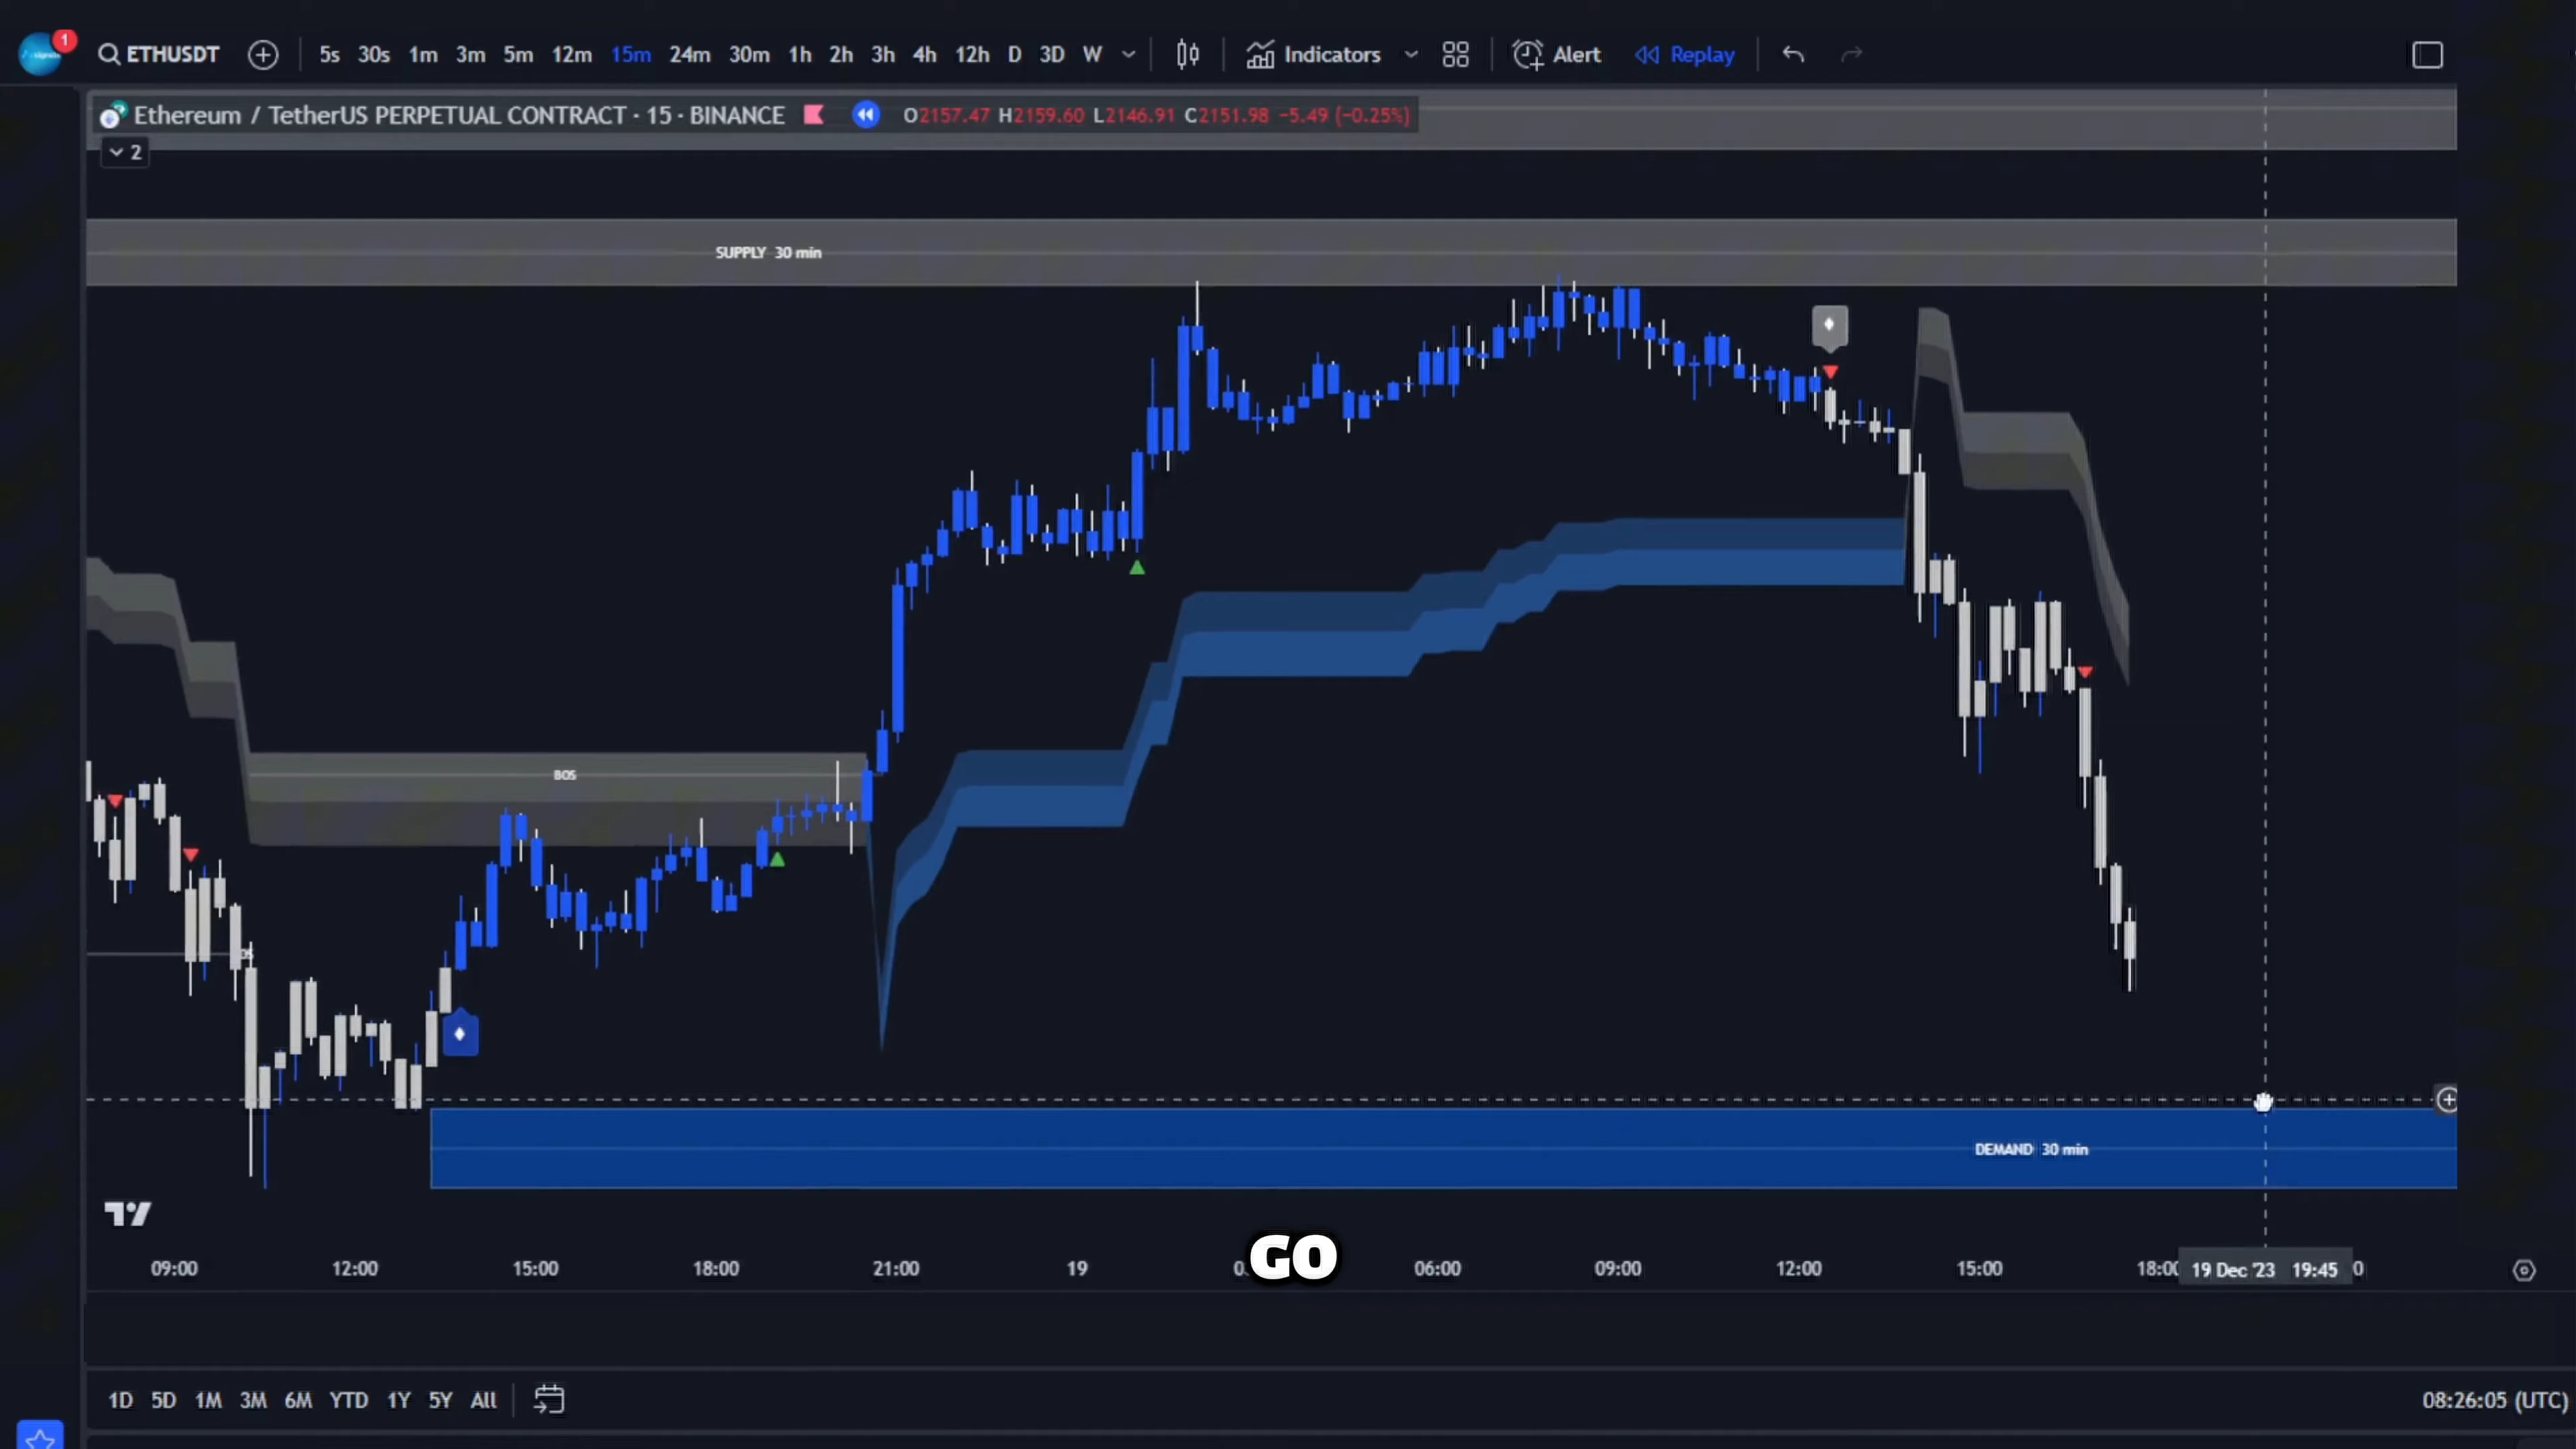 1
ETHUSDT 5s 30s 1m 3m 5m 12m 15m 24m 30m 1h 2h 3h 4h 12h D 3D W Indicators Alert Replay
Ethereum / TetherUS PERPETUAL CONTRACT · 15 · BINANCE O2157.47 H2159.60 L2146.91 C2151.98 −5.49 (−0.25%)
2
SUPPLY 30 min
BOS
DEMAND 30 min
GO
09:00 12:00 15:00 18:00 21:00 19 06:00 09:00 12:00 15:00 19 Dec '23 19:45
1D 5D 1M 3M 6M YTD 1Y 5Y All 08:26:05 (UTC)